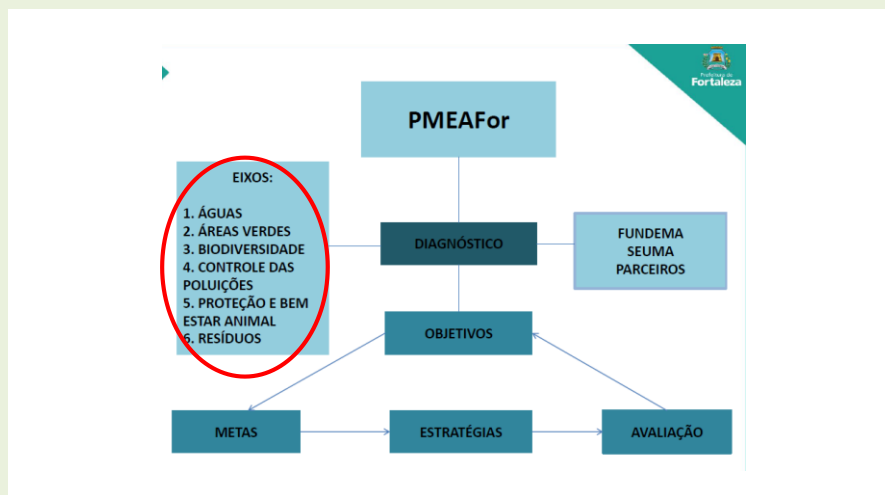 Prefeitura de
Fortaleza
PMEAFor
EIXOS:
1. ÁGUAS
2. ÁREAS VERDES
3. BIODIVERSIDADE
4. CONTROLE DAS
POLUIÇÕES
5. PROTEÇÃO E BEM
ESTAR ANIMAL
6. RESÍDUOS
DIAGNÓSTICO
FUNDEMA
SEUMA
PARCEIROS
OBJETIVOS
METAS
ESTRATÉGIAS
AVALIAÇÃO